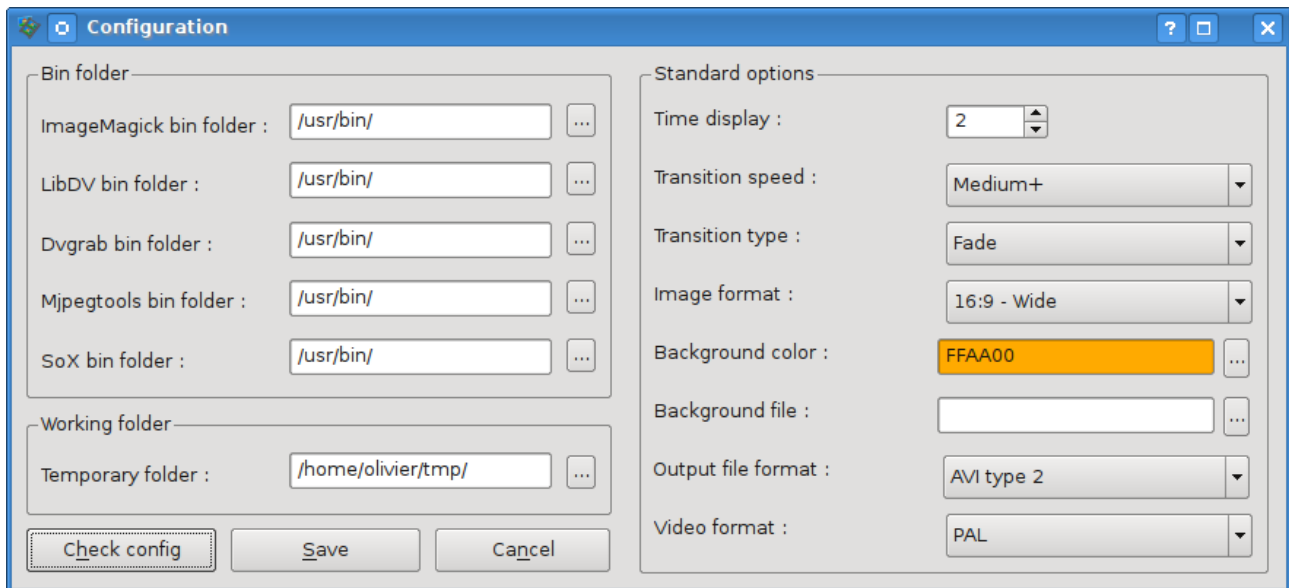 Configuration
Bin folder
ImageMagick bin folder : /usr/bin/ ...
LibDV bin folder : /usr/bin/ ...
Dvgrab bin folder : /usr/bin/ ...
Mjpegtools bin folder : /usr/bin/ ...
SoX bin folder : /usr/bin/ ...
Working folder
Temporary folder : /home/olivier/tmp/ ...
Check config Save Cancel
Standard options
Time display : 2
Transition speed : Medium+
Transition type : Fade
Image format : 16:9 - Wide
Background color : FFAA00 ...
Background file : ...
Output file format : AVI type 2
Video format : PAL